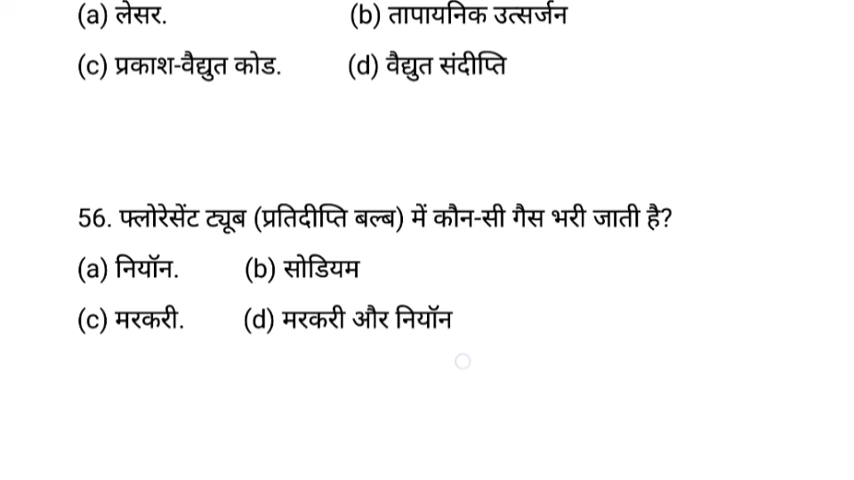 (a) लेसर. (b) तापायनिक उत्सर्जन
(c) प्रकाश-वैद्युत कोड. (d) वैद्युत संदीप्ति
56. फ्लोरेसेंट ट्यूब (प्रतिदीप्ति बल्ब) में कौन-सी गैस भरी जाती है?
(a) नियॉन. (b) सोडियम
(c) मरकरी. (d) मरकरी और नियॉन